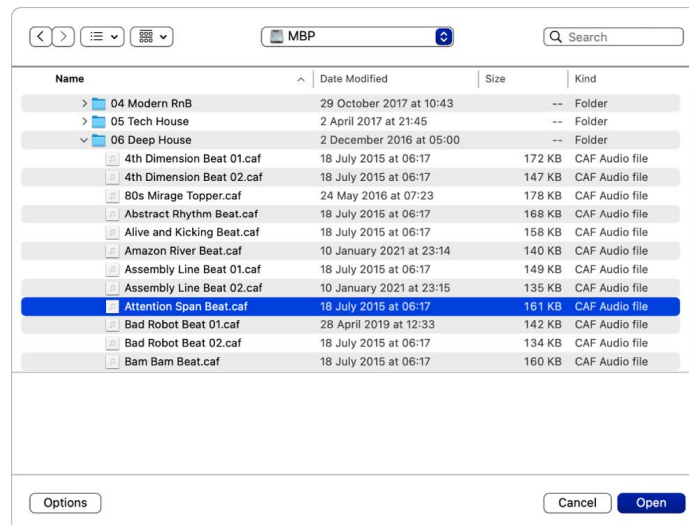 MBP
Search
Name Date Modified Size Kind
04 Modern RnB 29 October 2017 at 10:43 -- Folder
05 Tech House 2 April 2017 at 21:45 -- Folder
06 Deep House 2 December 2016 at 05:00 -- Folder
4th Dimension Beat 01.caf 18 July 2015 at 06:17 172 KB CAF Audio file
4th Dimension Beat 02.caf 18 July 2015 at 06:17 147 KB CAF Audio file
80s Mirage Topper.caf 24 May 2016 at 07:23 178 KB CAF Audio file
Abstract Rhythm Beat.caf 18 July 2015 at 06:17 168 KB CAF Audio file
Alive and Kicking Beat.caf 18 July 2015 at 06:17 158 KB CAF Audio file
Amazon River Beat.caf 10 January 2021 at 23:14 140 KB CAF Audio file
Assembly Line Beat 01.caf 18 July 2015 at 06:17 149 KB CAF Audio file
Assembly Line Beat 02.caf 10 January 2021 at 23:15 135 KB CAF Audio file
Attention Span Beat.caf 18 July 2015 at 06:17 161 KB CAF Audio file
Bad Robot Beat 01.caf 28 April 2019 at 12:33 142 KB CAF Audio file
Bad Robot Beat 02.caf 18 July 2015 at 06:17 134 KB CAF Audio file
Bam Bam Beat.caf 18 July 2015 at 06:17 160 KB CAF Audio file
Options Cancel Open